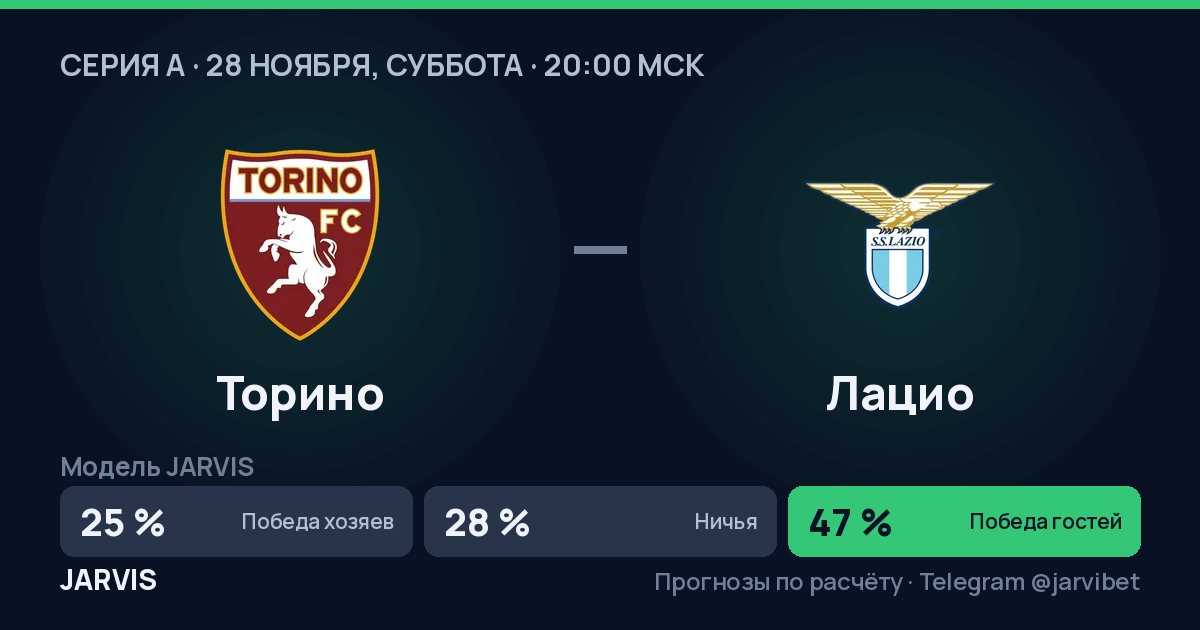 СЕРИЯ А · 28 НОЯБРЯ, СУББОТА · 20:00 МСК
TORINO
FC
S.S.LAZIO
Торино
Лацио
Модель JARVIS
25 % Победа хозяев
28 % Ничья
47 % Победа гостей
JARVIS
Прогнозы по расчёту · Telegram @jarvibet